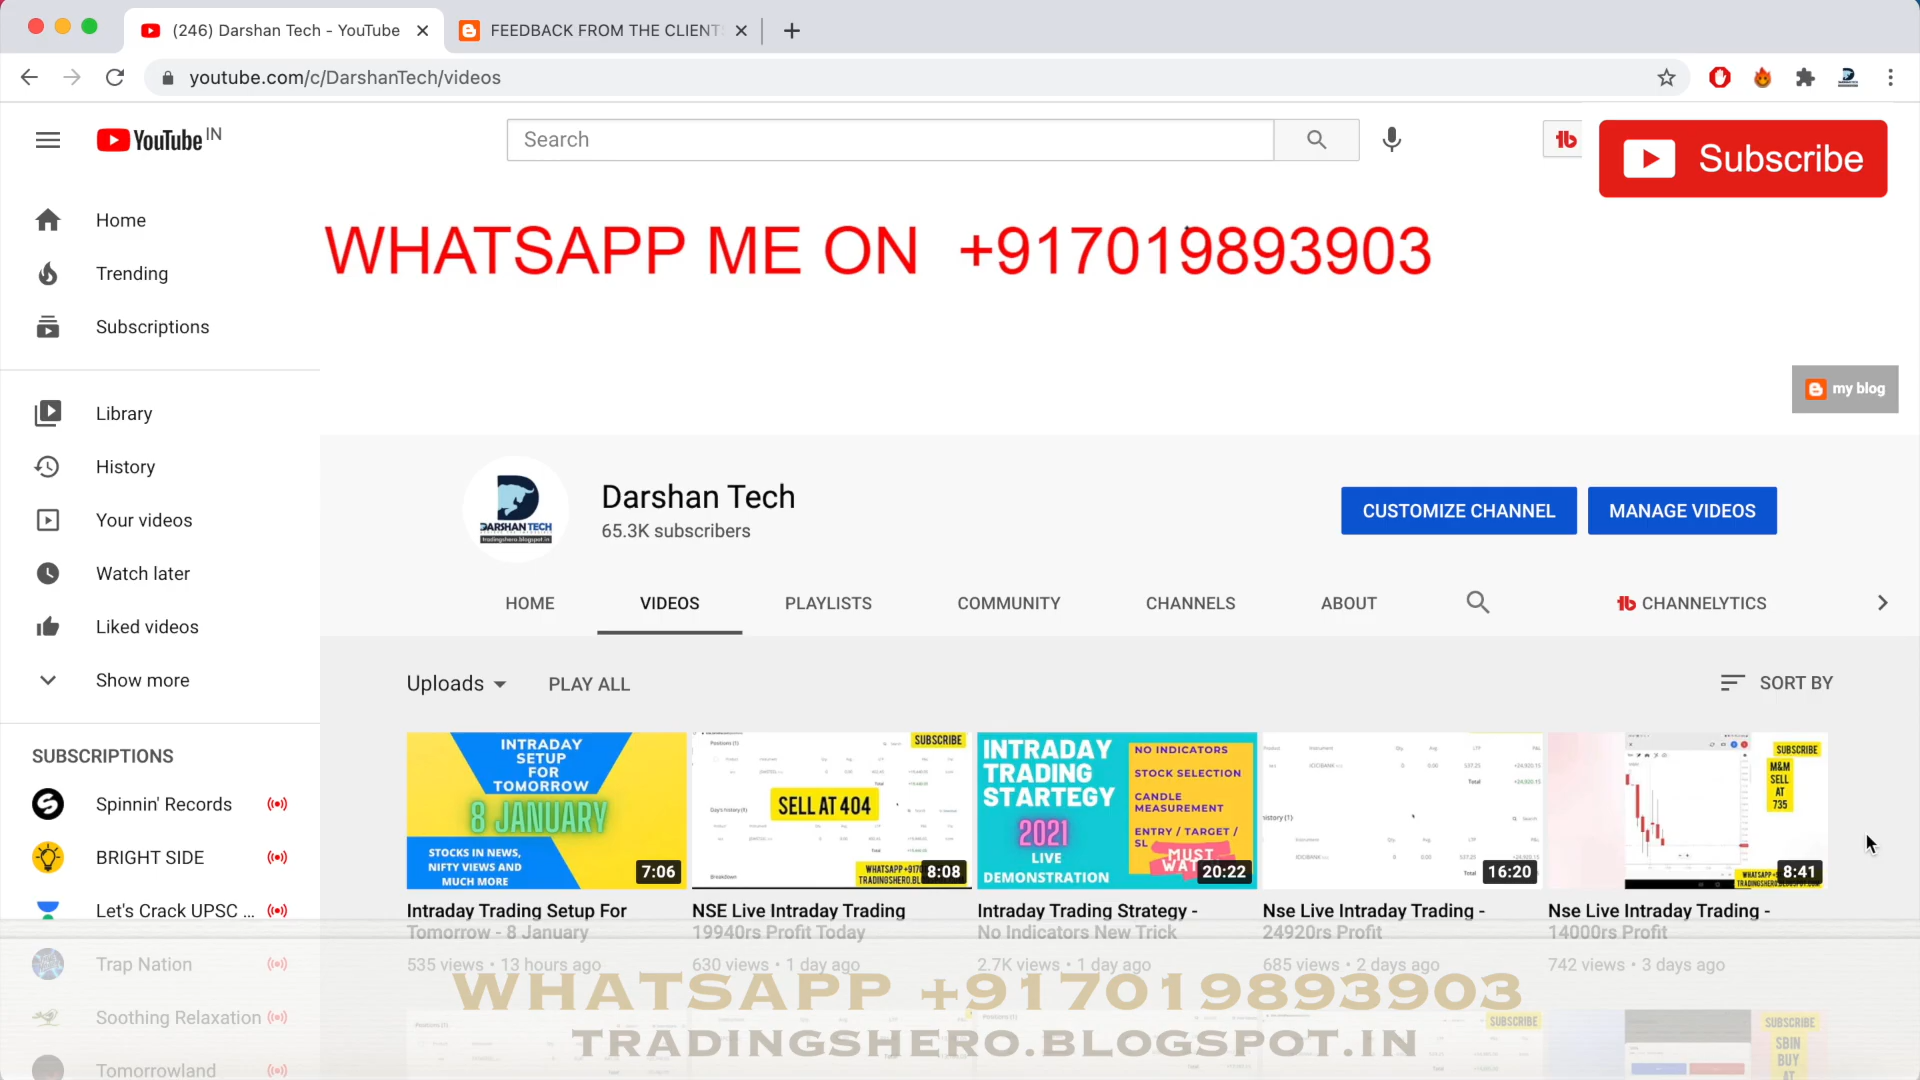 (246) Darshan Tech - YouTube
FEEDBACK FROM THE CLIENT
youtube.com/c/DarshanTech/videos
YouTube IN
Search
Subscribe
Home
Trending
Subscriptions
WHATSAPP ME ON +917019893903
my blog
Library
History
Your videos
Watch later
Liked videos
Show more
DARSHAN TECH
tradingshero.blogspot.in
Darshan Tech
65.3K subscribers
CUSTOMIZE CHANNEL
MANAGE VIDEOS
HOME
VIDEOS
PLAYLISTS
COMMUNITY
CHANNELS
ABOUT
CHANNELYTICS
Uploads
PLAY ALL
SORT BY
SUBSCRIPTIONS
Spinnin' Records
BRIGHT SIDE
Let's Crack UPSC ...
Trap Nation
Soothing Relaxation
Tomorrowland
INTRADAY
SETUP
FOR
TOMORROW
8 JANUARY
STOCKS IN NEWS,
NIFTY VIEWS AND
MUCH MORE
7:06
Intraday Trading Setup For
Tomorrow - 8 January
535 views • 13 hours ago
SUBSCRIBE
SELL AT 404
8:08
NSE Live Intraday Trading
19940rs Profit Today
630 views • 1 day ago
INTRADAY
TRADING
STARTEGY
2021
LIVE
DEMONSTRATION
NO INDICATORS
STOCK SELECTION
CANDLE
MEASUREMENT
ENTRY / TARGET /
SL
MUST
20:22
Intraday Trading Strategy -
No Indicators New Trick
2.7K views • 1 day ago
16:20
Nse Live Intraday Trading -
24920rs Profit
685 views • 2 days ago
SUBSCRIBE
M&M
SELL
AT
735
8:41
Nse Live Intraday Trading -
14000rs Profit
742 views • 3 days ago
WHATSAPP +917019893903
TRADINGSHERO.BLOGSPOT.IN
SUBSCRIBE
SUBSCRIBE
SBIN
BUY
AT